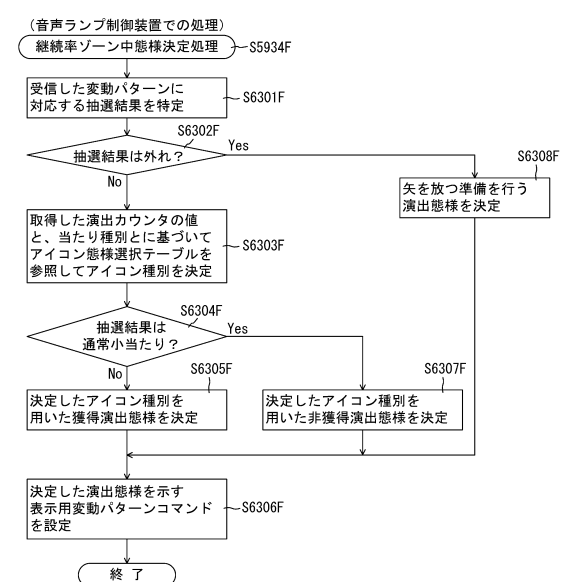 （音声ランプ制御装置での処理）
継続率ゾーン中態様決定処理
S5934F
受信した変動パターンに
対応する抽選結果を特定
S6301F
S6302F
抽選結果は外れ？
Yes
No
S6308F
矢を放つ準備を行う
演出態様を決定
取得した演出カウンタの値
と、当たり種別とに基づいて
アイコン態様選択テーブルを
参照してアイコン種別を決定
S6303F
S6304F
抽選結果は
通常小当たり？
Yes
No
S6305F
決定したアイコン種別を
用いた獲得演出態様を決定
S6307F
決定したアイコン種別を
用いた非獲得演出態様を決定
決定した演出態様を示す
表示用変動パターンコマンド
を設定
S6306F
終 了